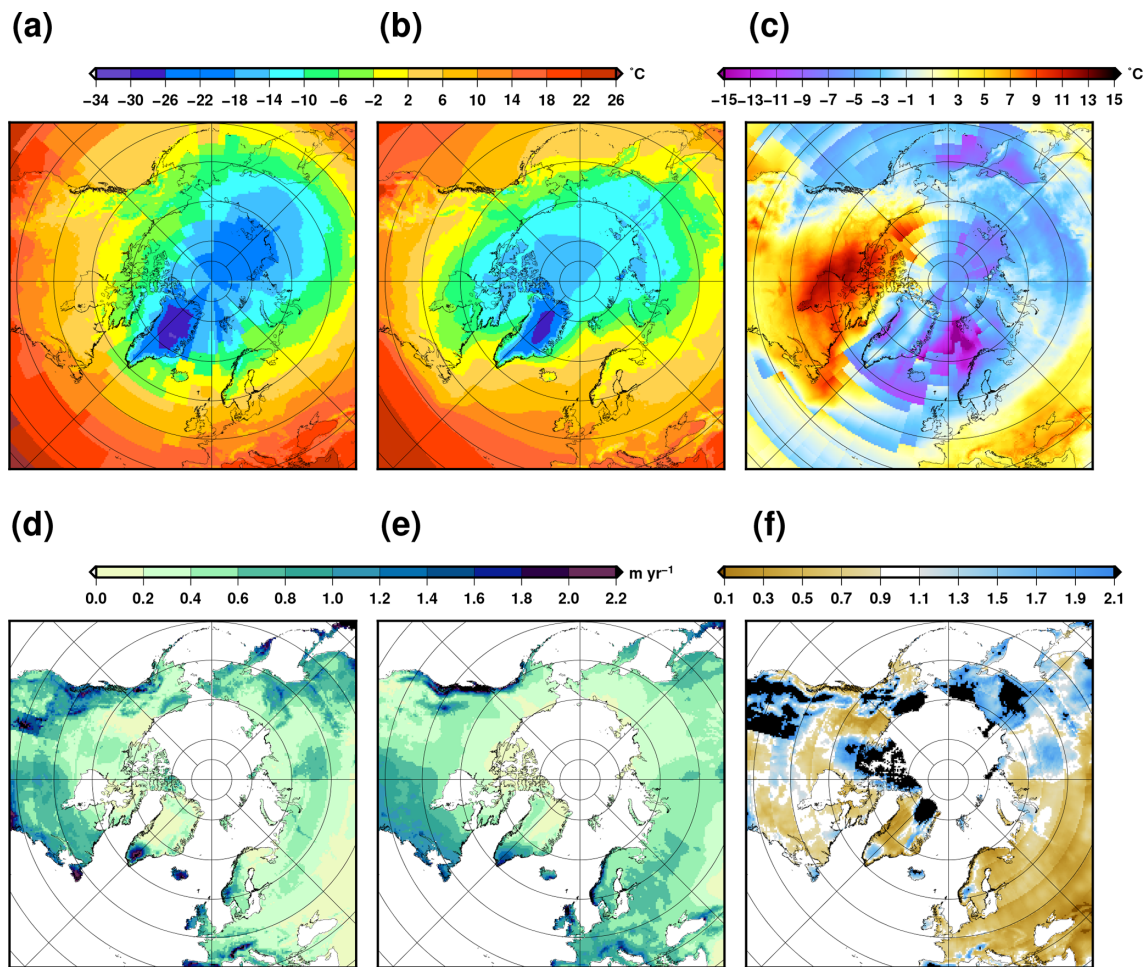 (a) (b) (c)
°C °C
−34 −30 −26 −22 −18 −14 −10 −6 −2 2 6 10 14 18 22 26 −15 −13 −11 −9 −7 −5 −3 −1 1 3 5 7 9 11 13 15
(d) (e) (f)
m yr⁻¹
0.0 0.2 0.4 0.6 0.8 1.0 1.2 1.4 1.6 1.8 2.0 2.2 0.1 0.3 0.5 0.7 0.9 1.1 1.3 1.5 1.7 1.9 2.1